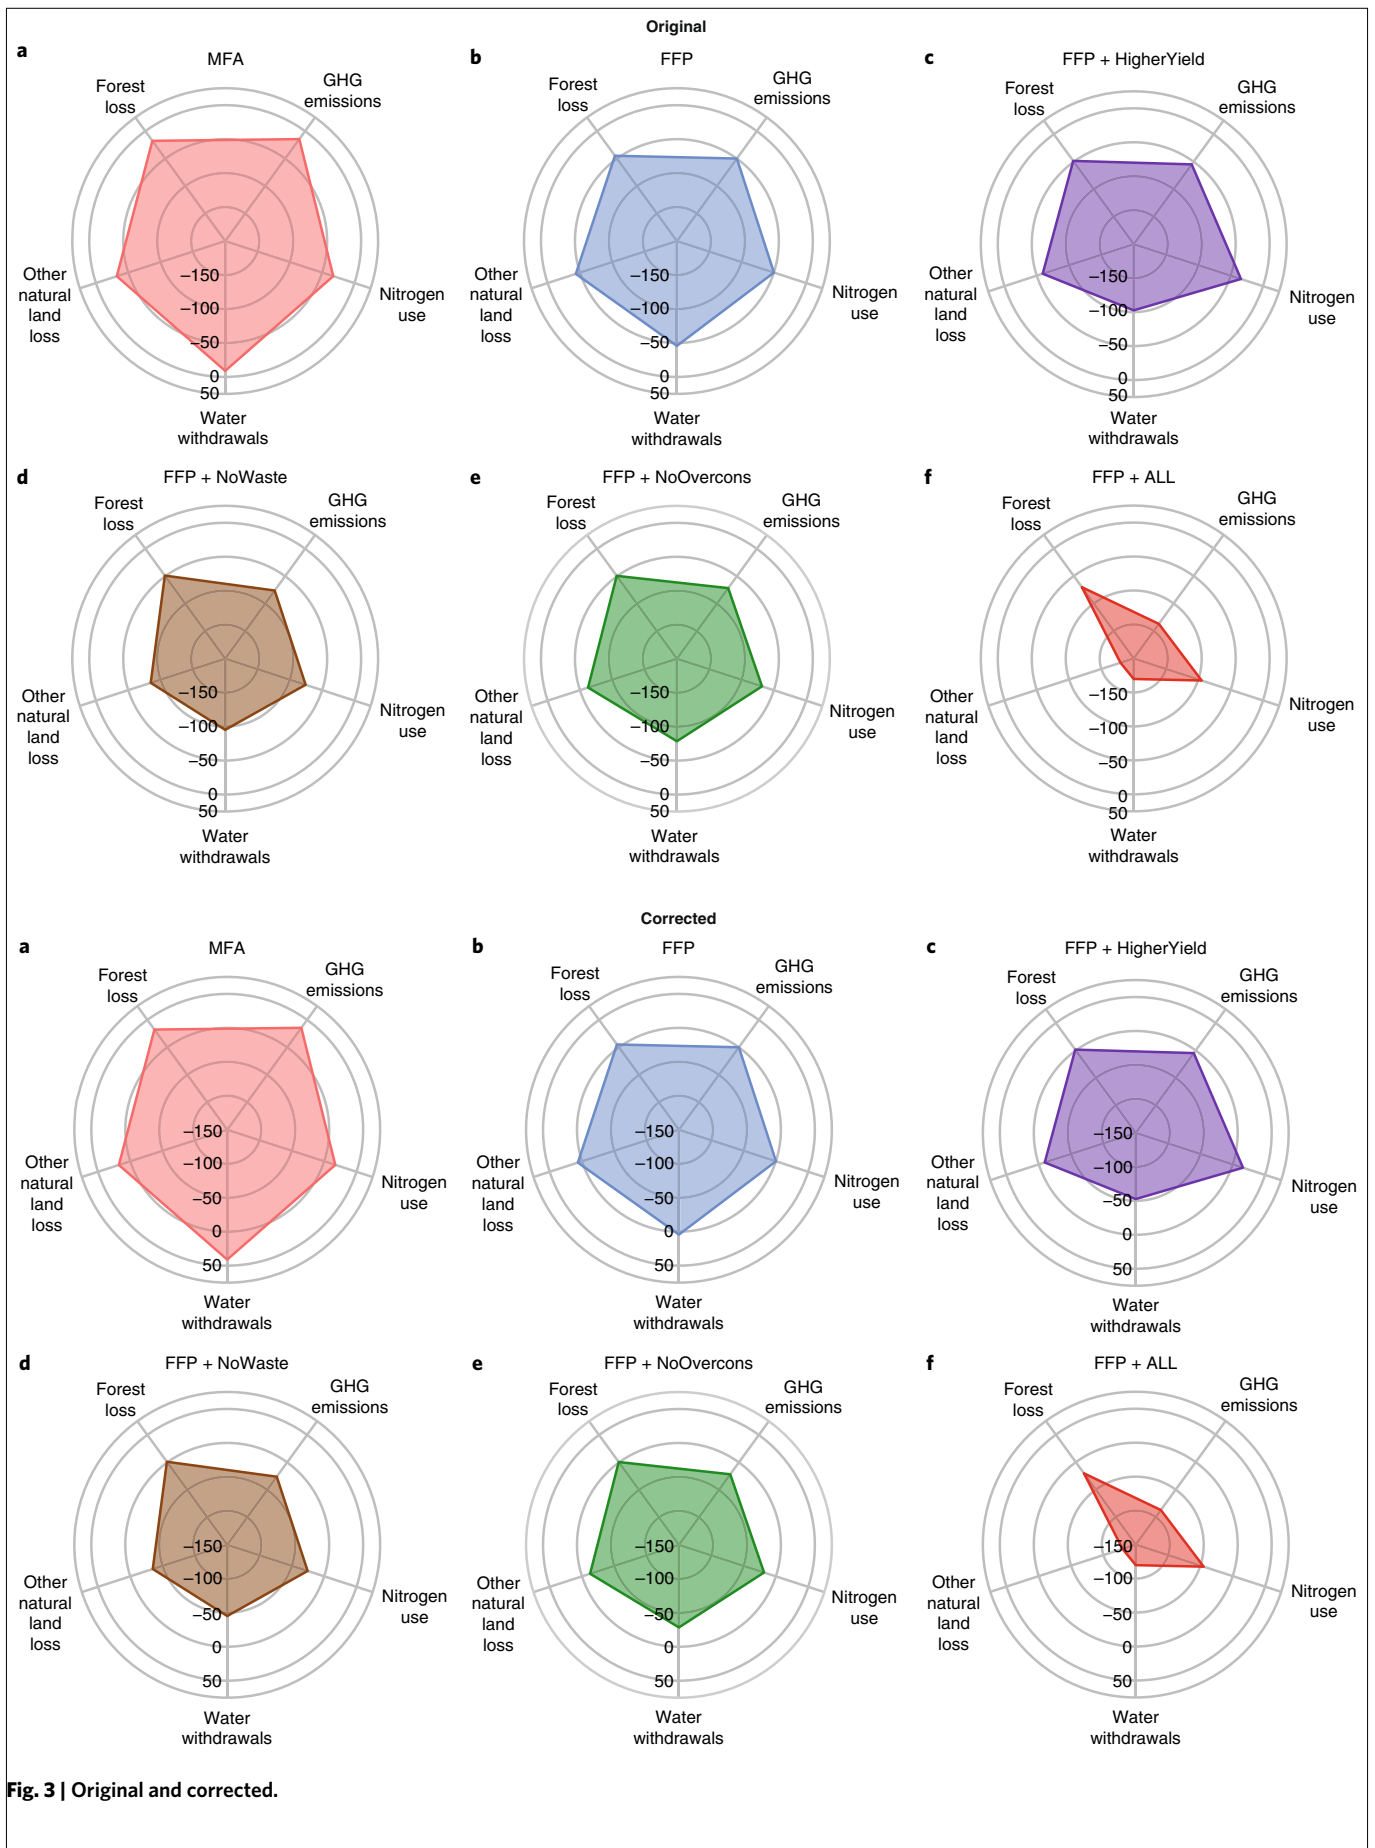 Original
a
MFA
Forest
loss
GHG
emissions
Other
natural
land
loss
Nitrogen
use
–150
–100
–50
0
50
Water
withdrawals
b
FFP
Forest
loss
GHG
emissions
Other
natural
land
loss
Nitrogen
use
–150
–100
–50
0
50
Water
withdrawals
c
FFP + HigherYield
Forest
loss
GHG
emissions
Other
natural
land
loss
Nitrogen
use
–150
–100
–50
0
50
Water
withdrawals
d
FFP + NoWaste
Forest
loss
GHG
emissions
Other
natural
land
loss
Nitrogen
use
–150
–100
–50
0
50
Water
withdrawals
e
FFP + NoOvercons
Forest
loss
GHG
emissions
Other
natural
land
loss
Nitrogen
use
–150
–100
–50
0
50
Water
withdrawals
f
FFP + ALL
Forest
loss
GHG
emissions
Other
natural
land
loss
Nitrogen
use
–150
–100
–50
0
50
Water
withdrawals
Corrected
a
MFA
Forest
loss
GHG
emissions
Other
natural
land
loss
Nitrogen
use
–150
–100
–50
0
50
Water
withdrawals
b
FFP
Forest
loss
GHG
emissions
Other
natural
land
loss
Nitrogen
use
–150
–100
–50
0
50
Water
withdrawals
c
FFP + HigherYield
Forest
loss
GHG
emissions
Other
natural
land
loss
Nitrogen
use
–150
–100
–50
0
50
Water
withdrawals
d
FFP + NoWaste
Forest
loss
GHG
emissions
Other
natural
land
loss
Nitrogen
use
–150
–100
–50
0
50
Water
withdrawals
e
FFP + NoOvercons
Forest
loss
GHG
emissions
Other
natural
land
loss
Nitrogen
use
–150
–100
–50
0
50
Water
withdrawals
f
FFP + ALL
Forest
loss
GHG
emissions
Other
natural
land
loss
Nitrogen
use
–150
–100
–50
0
50
Water
withdrawals
Fig. 3 | Original and corrected.